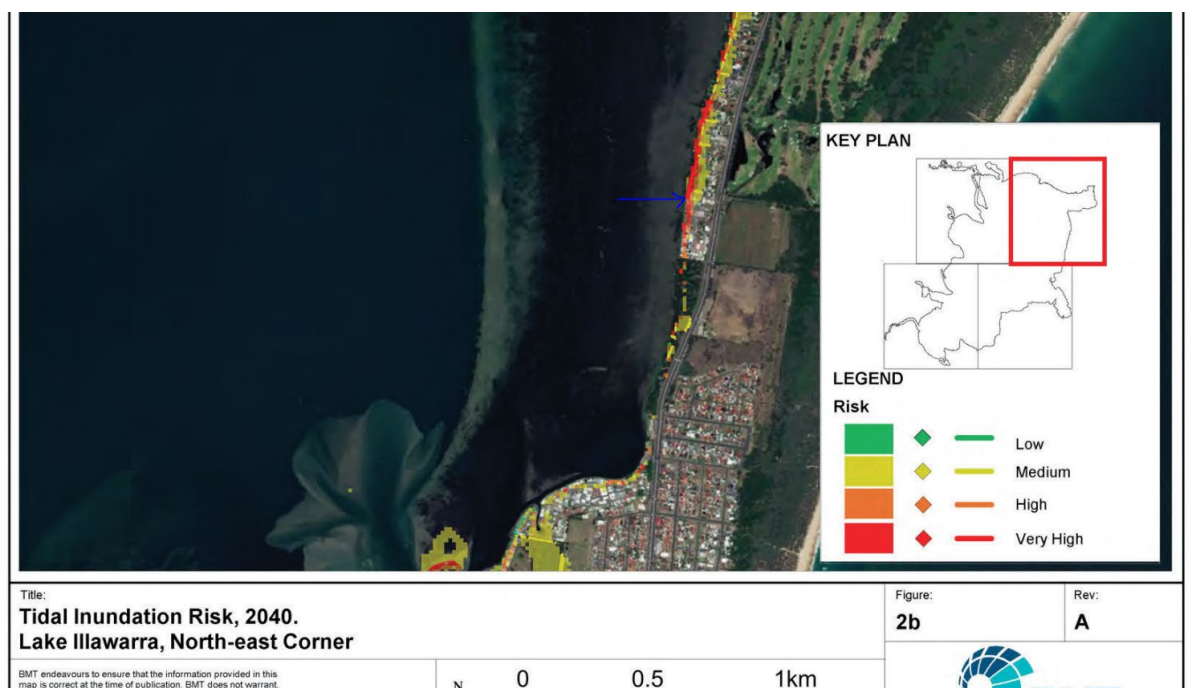 KEY PLAN
LEGEND
Risk
Low
Medium
High
Very High
Title:
Tidal Inundation Risk, 2040.
Lake Illawarra, North-east Corner
Figure:
2b
Rev:
A
BMT endeavours to ensure that the information provided in this
map is correct at the time of publication. BMT does not warrant,
N
0 0.5 1km